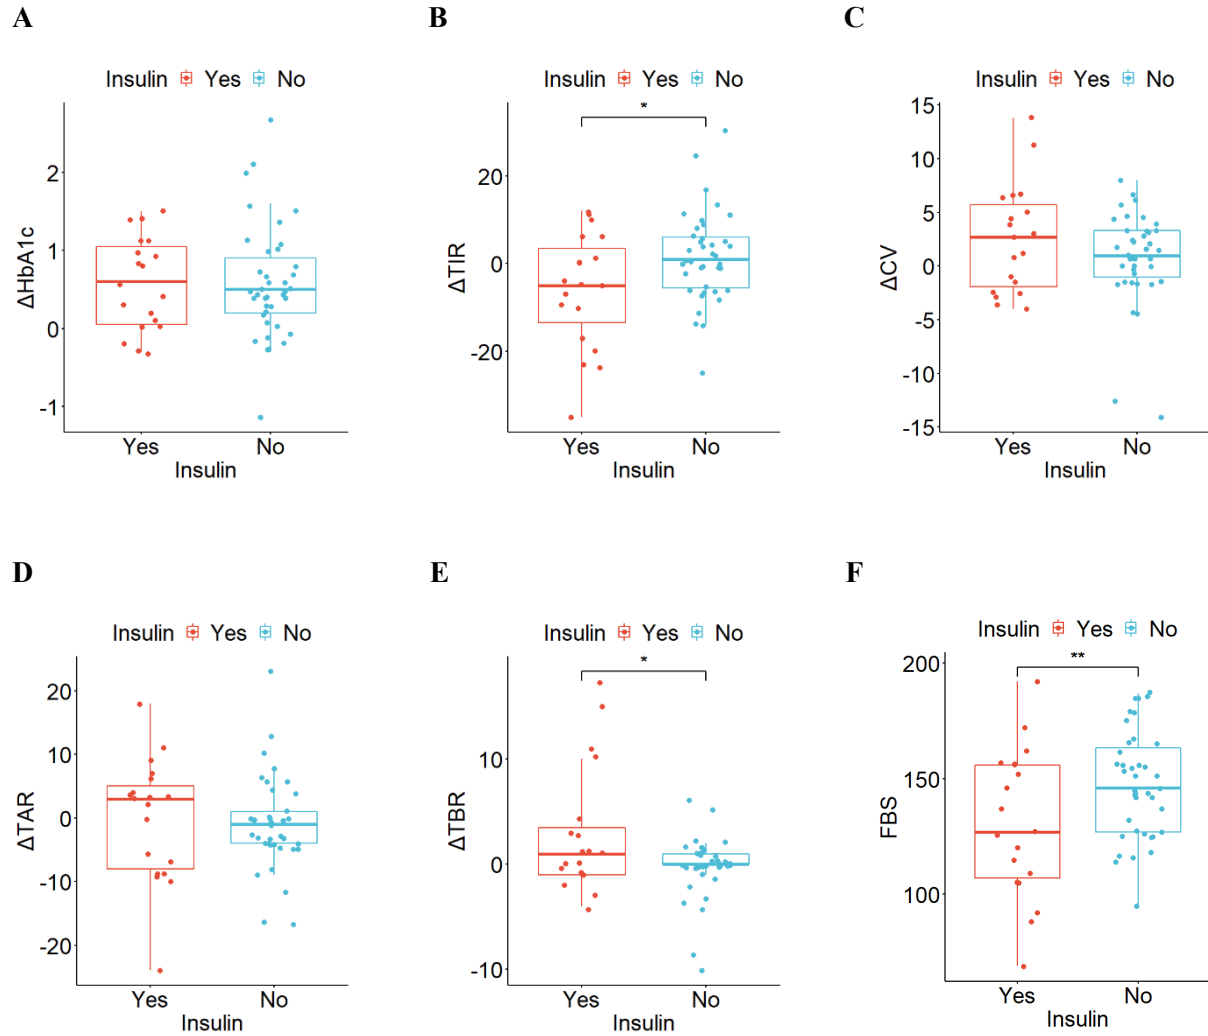 A
B
C
Insulin Yes No
Insulin Yes No
Insulin Yes No
ΔHbA1c
2
1
0
-1
Yes No
Insulin
ΔTIR
20
0
-20
*
Yes No
Insulin
ΔCV
15
10
5
0
-5
-10
-15
Yes No
Insulin
D
E
F
Insulin Yes No
Insulin Yes No
Insulin Yes No
ΔTAR
20
10
0
-10
-20
Yes No
Insulin
ΔTBR
10
0
-10
*
Yes No
Insulin
FBS
200
150
100
**
Yes No
Insulin